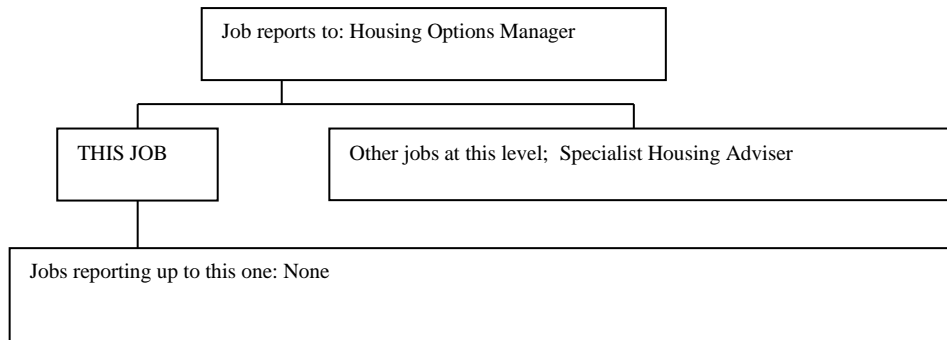 Job reports to: Housing Options Manager
THIS JOB
Other jobs at this level;  Specialist Housing Adviser
Jobs reporting up to this one: None